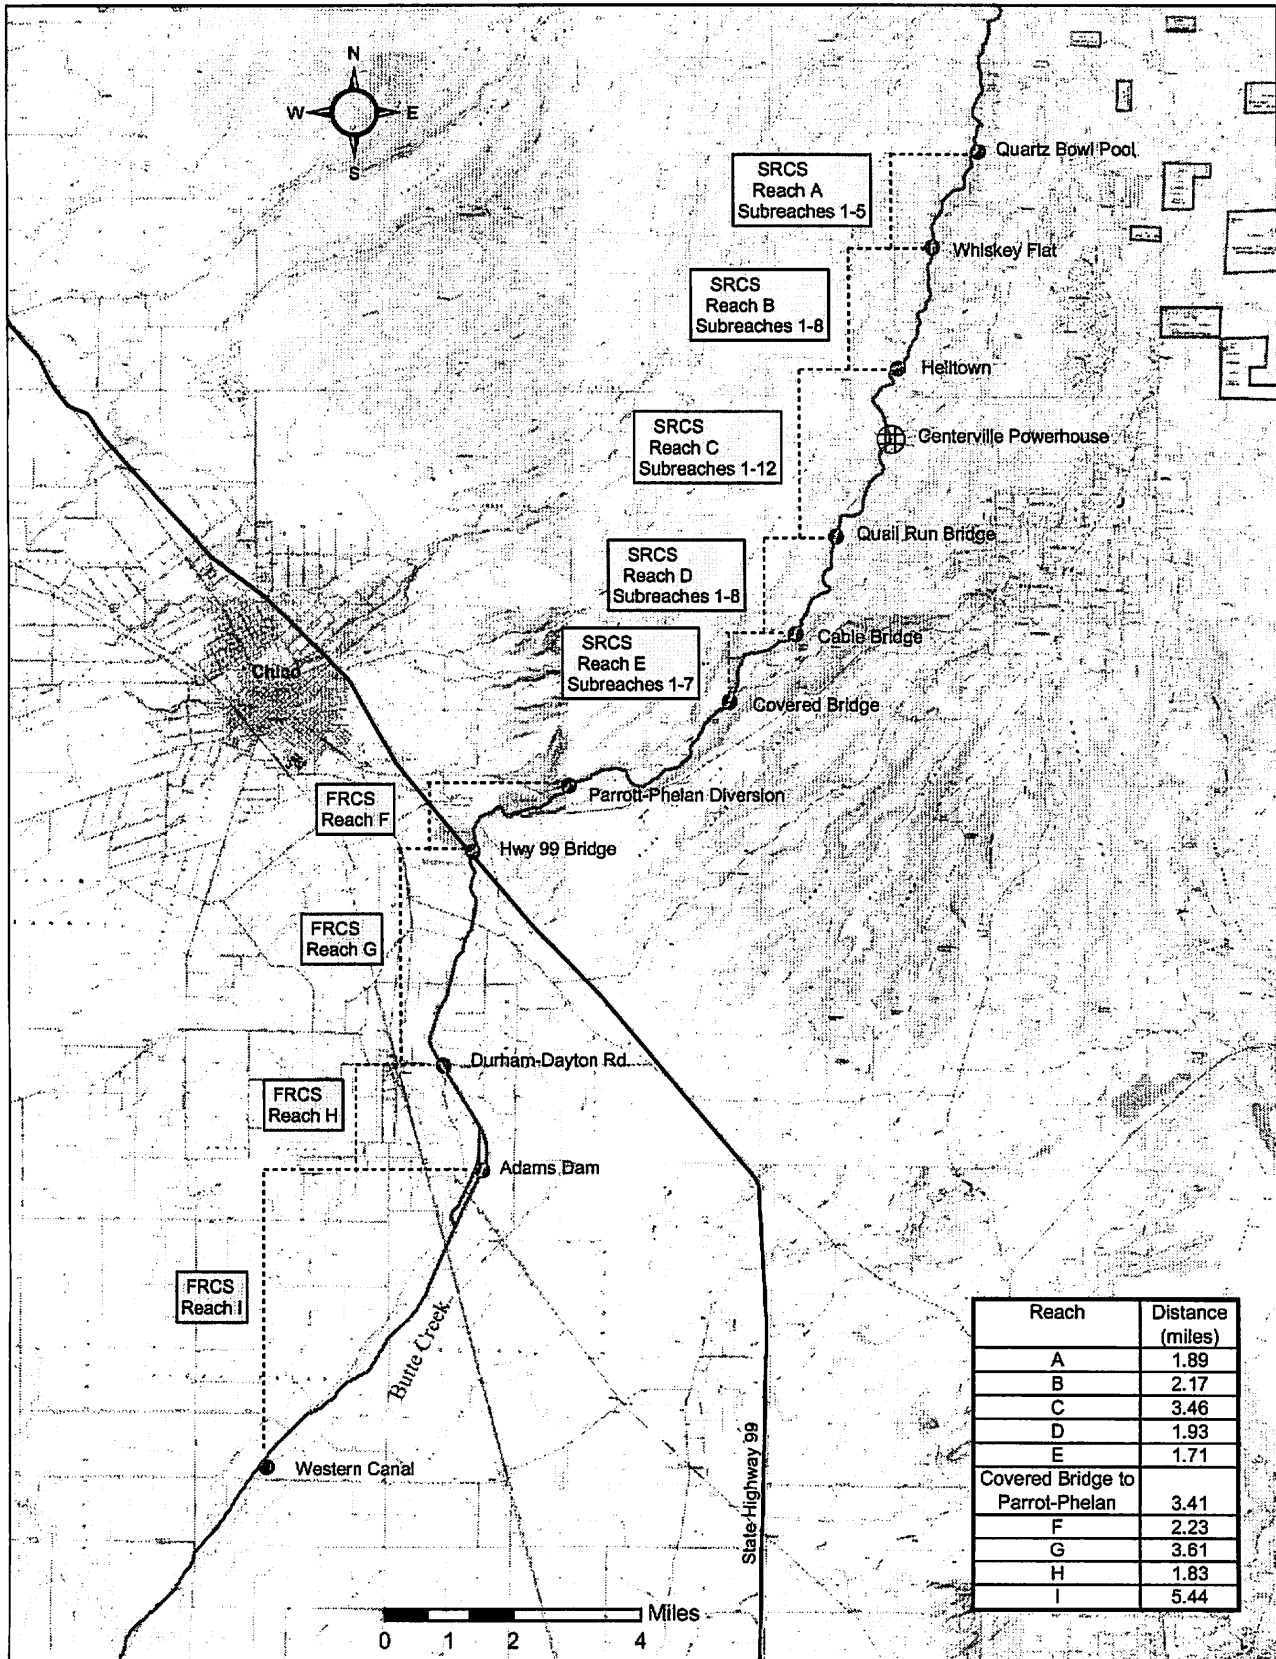 N
W E
S
Quartz Bowl Pool
SRCS
Reach A
Subreaches 1-5
Whiskey Flat
SRCS
Reach B
Subreaches 1-8
Helltown
SRCS
Reach C
Subreaches 1-12
Centerville Powerhouse
Quail Run Bridge
SRCS
Reach D
Subreaches 1-8
Cable Bridge
SRCS
Reach E
Subreaches 1-7
Chico
Covered Bridge
Parrott-Phelan Diversion
FRCS
Reach F
Hwy 99 Bridge
FRCS
Reach G
Durham-Dayton Rd
FRCS
Reach H
Adams Dam
FRCS
Reach I
Butte Creek
Western Canal
State Highway 99
Reach Distance
(miles)
A 1.89
B 2.17
C 3.46
D 1.93
E 1.71
Covered Bridge to
Parrot-Phelan 3.41
F 2.23
G 3.61
H 1.83
I 5.44
Miles
0 1 2 4